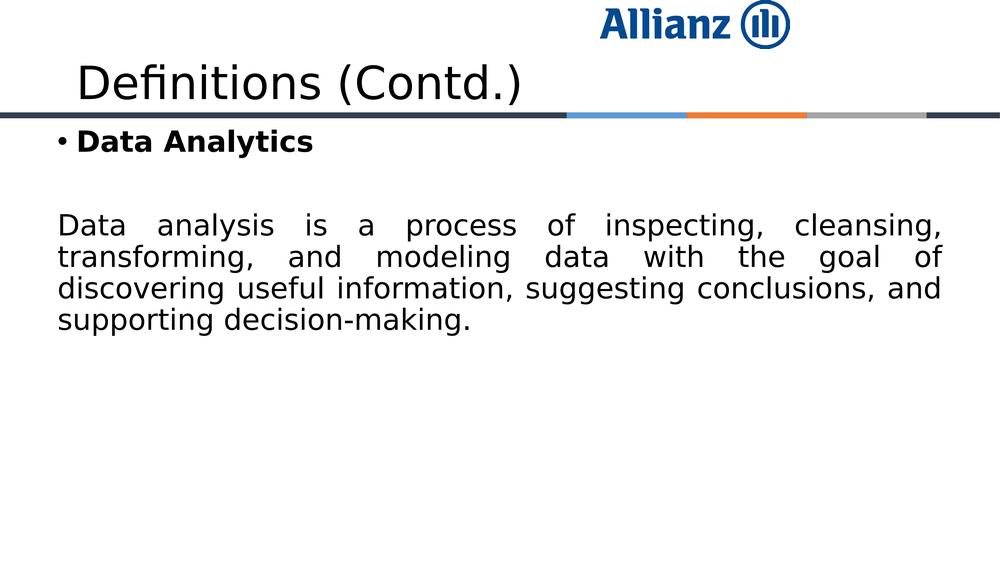 Allianz
Definitions (Contd.)
• Data Analytics
Data analysis is a process of inspecting, cleansing,
transforming, and modeling data with the goal of
discovering useful information, suggesting conclusions, and
supporting decision-making.